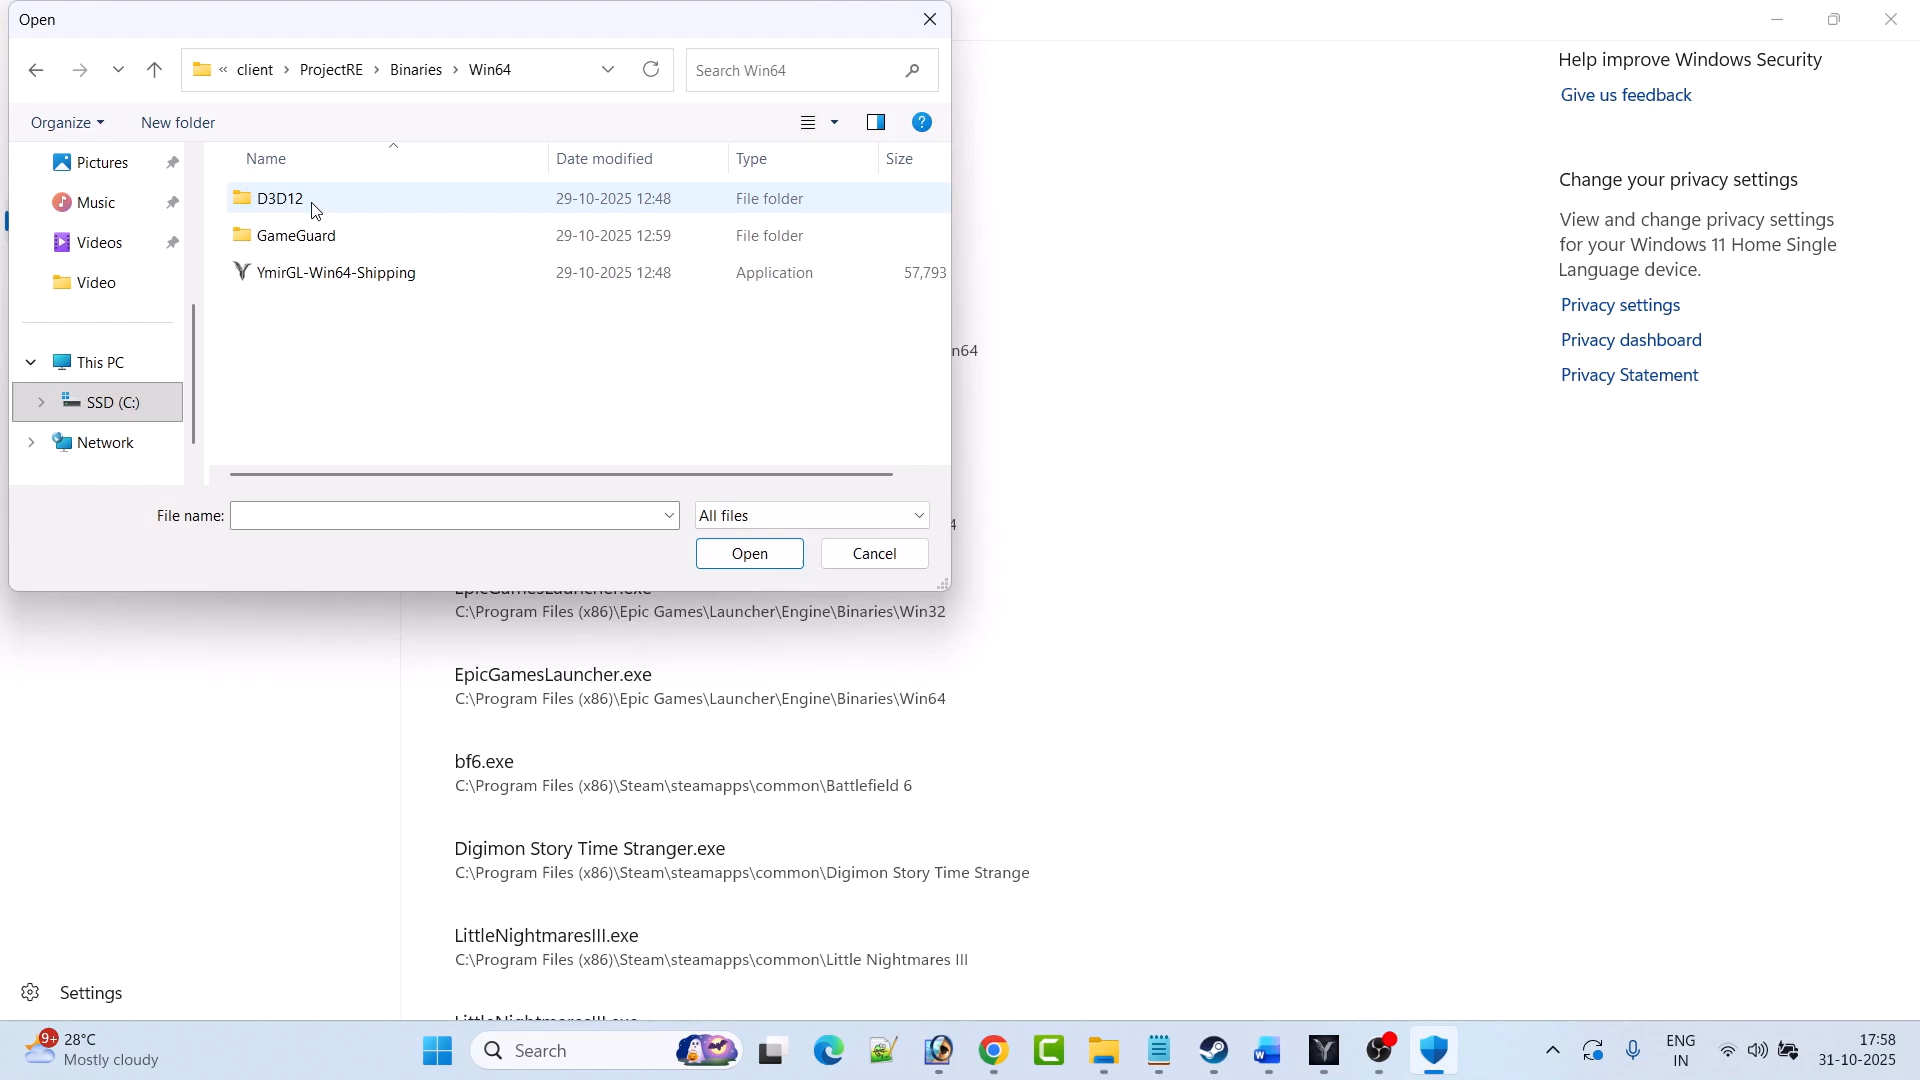 Open
« client › ProjectRE › Binaries › Win64
Search Win64
Organize
New folder
Pictures
Music
Videos
Video
This PC
SSD (C:)
Network
Name Date modified Type Size
D3D12 29-10-2025 12:48 File folder
GameGuard 29-10-2025 12:59 File folder
YmirGL-Win64-Shipping 29-10-2025 12:48 Application 57,793
File name:
All files
Open
Cancel
n64
4
EpicGamesLauncher.exe
C:\Program Files (x86)\Epic Games\Launcher\Engine\Binaries\Win32
EpicGamesLauncher.exe
C:\Program Files (x86)\Epic Games\Launcher\Engine\Binaries\Win64
bf6.exe
C:\Program Files (x86)\Steam\steamapps\common\Battlefield 6
Digimon Story Time Stranger.exe
C:\Program Files (x86)\Steam\steamapps\common\Digimon Story Time Strange
LittleNightmaresIII.exe
C:\Program Files (x86)\Steam\steamapps\common\Little Nightmares III
LittleNightmaresIII.exe
Settings
Help improve Windows Security
Give us feedback
Change your privacy settings
View and change privacy settings
for your Windows 11 Home Single
Language device.
Privacy settings
Privacy dashboard
Privacy Statement
9+
28°C
Mostly cloudy
Search
ENG
IN
17:58
31-10-2025